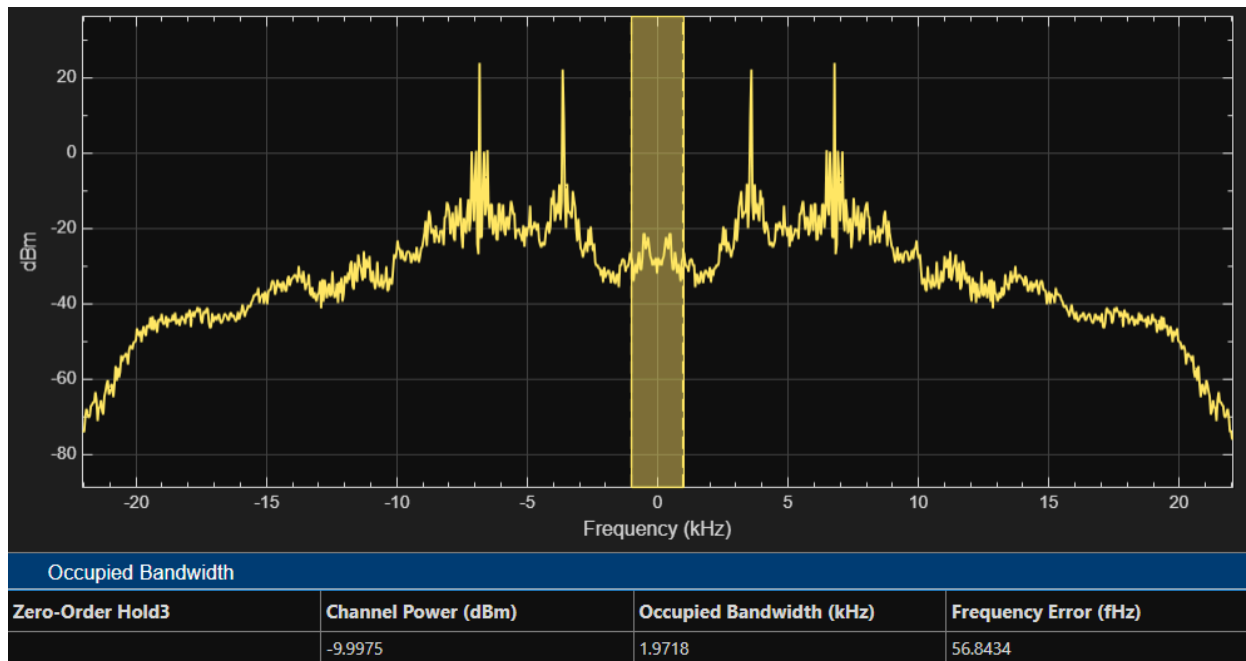 20
0
-20
-40
-60
-80
dBm
-20 -15 -10 -5 0 5 10 15 20
Frequency (kHz)
Occupied Bandwidth
Zero-Order Hold3 Channel Power (dBm) Occupied Bandwidth (kHz) Frequency Error (fHz)
-9.9975 1.9718 56.8434